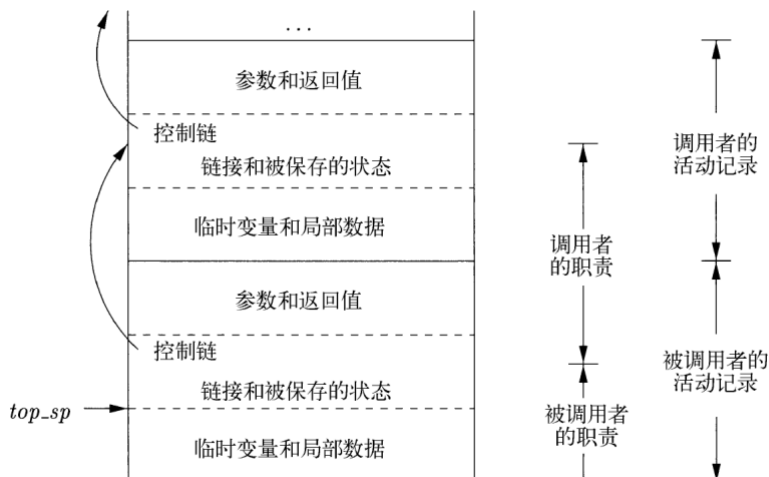 ...
参数和返回值
控制链
链接和被保存的状态
临时变量和局部数据
参数和返回值
控制链
链接和被保存的状态
top_sp
临时变量和局部数据
调用者
的职责
被调用者
的职责
调用者的
活动记录
被调用者的
活动记录